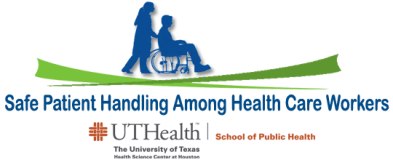 Safe Patient Handling Among Health Care Workers
UTHealth | School of Public Health
The University of Texas
Health Science Center at Houston